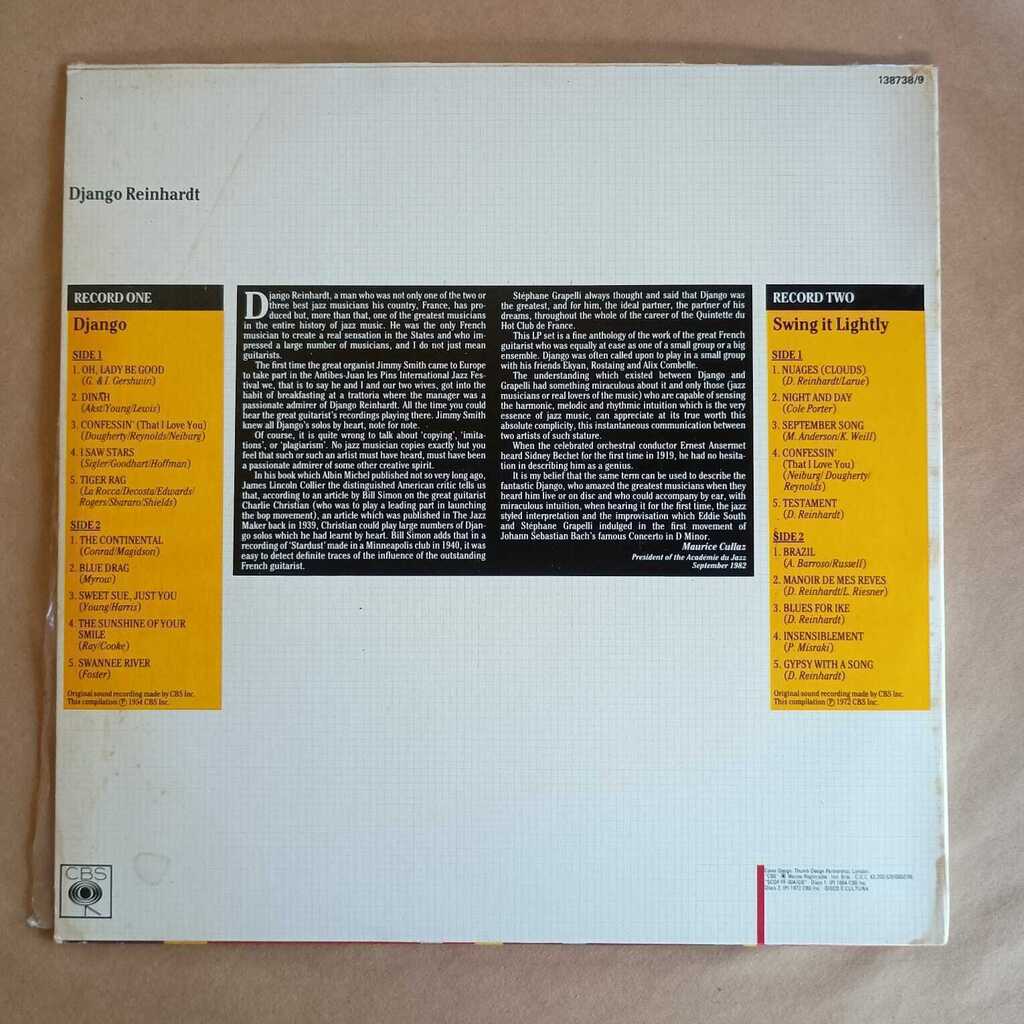 138738/9
Django Reinhardt
RECORD ONE
Django
SIDE 1
1. OH, LADY BE GOOD
(G. & I. Gershwin)
2. DINAH
(Akst/Young/Lewis)
3. CONFESSIN' (That I Love You)
(Dougherty/Reynolds/Neiburg)
4. I SAW STARS
(Sigler/Goodhart/Hoffman)
5. TIGER RAG
(La Rocca/Decosta/Edwards/
Rogers/Sbararo/Shields)
SIDE 2
1. THE CONTINENTAL
(Conrad/Magidson)
2. BLUE DRAG
(Myrow)
3. SWEET SUE, JUST YOU
(Young/Harris)
4. THE SUNSHINE OF YOUR
SMILE
(Ray/Cooke)
5. SWANNEE RIVER
(Foster)
Original sound recording made by CBS Inc.
This compilation ℗ 1954 CBS Inc.
Django Reinhardt, a man who was not only one of the two or
three best jazz musicians his country, France, has pro-
duced but, more than that, one of the greatest musicians
in the entire history of jazz music. He was the only French
musician to create a real sensation in the States and who im-
pressed a large number of musicians, and I do not just mean
guitarists.
The first time the great organist Jimmy Smith came to Europe
to take part in the Antibes-Juan les Pins International Jazz Fes-
tival we, that is to say he and I and our two wives, got into the
habit of breakfasting at a trattoria where the manager was a
passionate admirer of Django Reinhardt. All the time you could
hear the great guitarist's recordings playing there. Jimmy Smith
knew all Django's solos by heart, note for note.
Of course, it is quite wrong to talk about 'copying', 'imita-
tions', or 'plagiarism'. No jazz musician copies exactly but you
feel that such or such an artist must have heard, must have been
a passionate admirer of some other creative spirit.
In his book which Albin Michel published not so very long ago,
James Lincoln Collier the distinguished American critic tells us
that, according to an article by Bill Simon on the great guitarist
Charlie Christian (who was to play a leading part in launching
the bop movement), an article which was published in The Jazz
Maker back in 1939, Christian could play large numbers of Djan-
go solos which he had learnt by heart. Bill Simon adds that in a
recording of 'Stardust' made in a Minneapolis club in 1940, it was
easy to detect definite traces of the influence of the outstanding
French guitarist.
Stéphane Grapelli always thought and said that Django was
the greatest, and for him, the ideal partner, the partner of his
dreams, throughout the whole of the career of the Quintette du
Hot Club de France.
This LP set is a fine anthology of the work of the great French
guitarist who was equally at ease as one of a small group or a big
ensemble. Django was often called upon to play in a small group
with his friends Ekyan, Rostaing and Alix Combelle.
The understanding which existed between Django and
Grapelli had something miraculous about it and only those (jazz
musicians or real lovers of the music) who are capable of sensing
the harmonic, melodic and rhythmic intuition which is the very
essence of jazz music, can appreciate at its true worth this
absolute complicity, this instantaneous communication between
two artists of such stature.
When the celebrated orchestral conductor Ernest Ansermet
heard Sidney Bechet for the first time in 1919, he had no hesita-
tion in describing him as a genius.
It is my belief that the same term can be used to describe the
fantastic Django, who amazed the greatest musicians when they
heard him live or on disc and who could accompany by ear, with
miraculous intuition, when hearing it for the first time, the jazz
styled interpretation and the improvisation which Eddie South
and Stéphane Grapelli indulged in the first movement of
Johann Sebastian Bach's famous Concerto in D Minor.
Maurice Cullaz
President of the Académie du Jazz
September 1982
RECORD TWO
Swing it Lightly
SIDE 1
1. NUAGES (CLOUDS)
(D. Reinhardt/Larue)
2. NIGHT AND DAY
(Cole Porter)
3. SEPTEMBER SONG
(M. Anderson/K. Weill)
4. CONFESSIN'
(That I Love You)
(Neiburg/ Dougherty/
Reynolds)
5. TESTAMENT
(D. Reinhardt)
SIDE 2
1. BRAZIL
(A. Barroso/Russell)
2. MANOIR DE MES REVES
(D. Reinhardt/L. Riesner)
3. BLUES FOR IKE
(D. Reinhardt)
4. INSENSIBLEMENT
(P. Misraki)
5. GYPSY WITH A SONG
(D. Reinhardt)
Original sound recording made by CBS Inc.
This compilation ℗ 1972 CBS Inc.
CBS
Cover Design: Thumb Design Partnership, London.